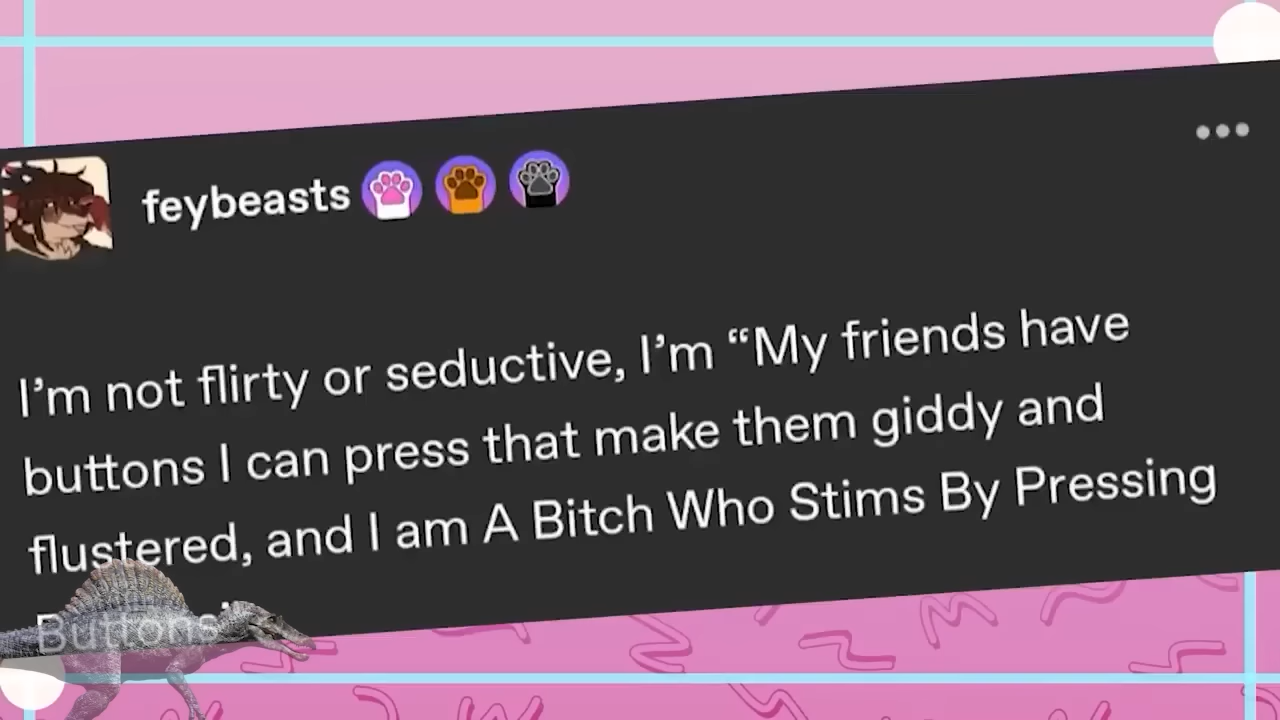 feybeasts
I’m not flirty or seductive, I’m “My friends have
buttons I can press that make them giddy and
flustered, and I am A Bitch Who Stims By Pressing
Buttons”